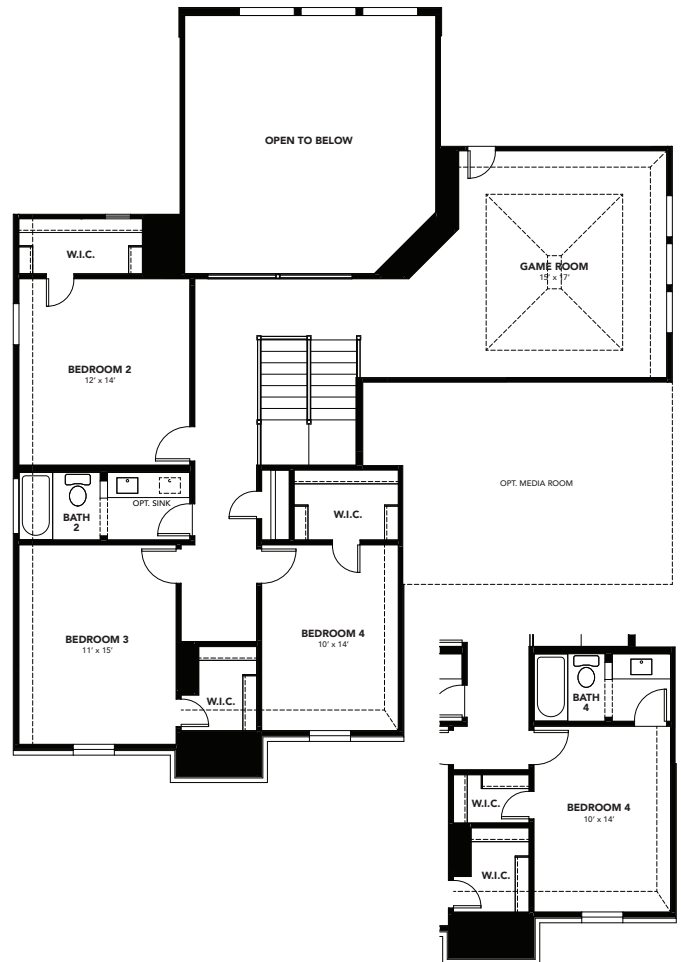 OPEN TO BELOW
W.I.C.
GAME ROOM
15' x 17'
BEDROOM 2
12' x 14'
OPT. MEDIA ROOM
OPT. SINK
BATH
2
W.I.C.
BEDROOM 3
11' x 15'
BEDROOM 4
10' x 14'
W.I.C.
BATH
4
W.I.C.
BEDROOM 4
10' x 14'
W.I.C.